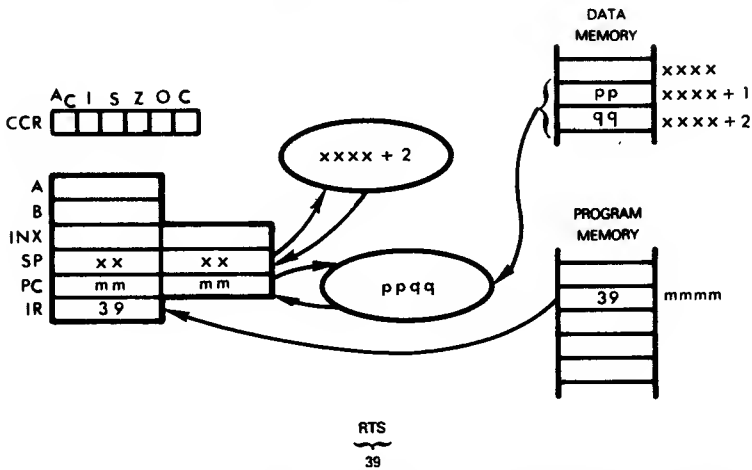 DATA
MEMORY
xxxx
pp xxxx + 1
qq xxxx + 2
AC I S Z O C
CCR
xxxx + 2
A
B
INX
SP xx xx
PC mm mm
IR 39
ppqq
PROGRAM
MEMORY
39 mmmm
RTS
39